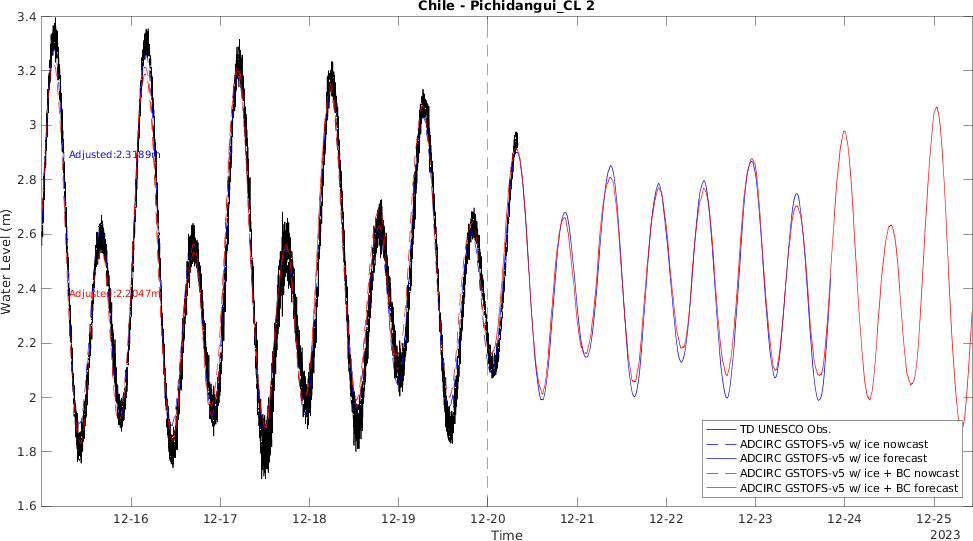 Chile - Pichidangui_CL 2
3.4
3.2
3
2.8
2.6
2.4
2.2
2
1.8
1.6
Water Level (m)
Adjusted:2.3189m
Adjusted:2.2047m
TD UNESCO Obs.
ADCIRC GSTOFS-v5 w/ ice nowcast
ADCIRC GSTOFS-v5 w/ ice forecast
ADCIRC GSTOFS-v5 w/ ice + BC nowcast
ADCIRC GSTOFS-v5 w/ ice + BC forecast
12-16 12-17 12-18 12-19 12-20 12-21 12-22 12-23 12-24 12-25
Time
2023